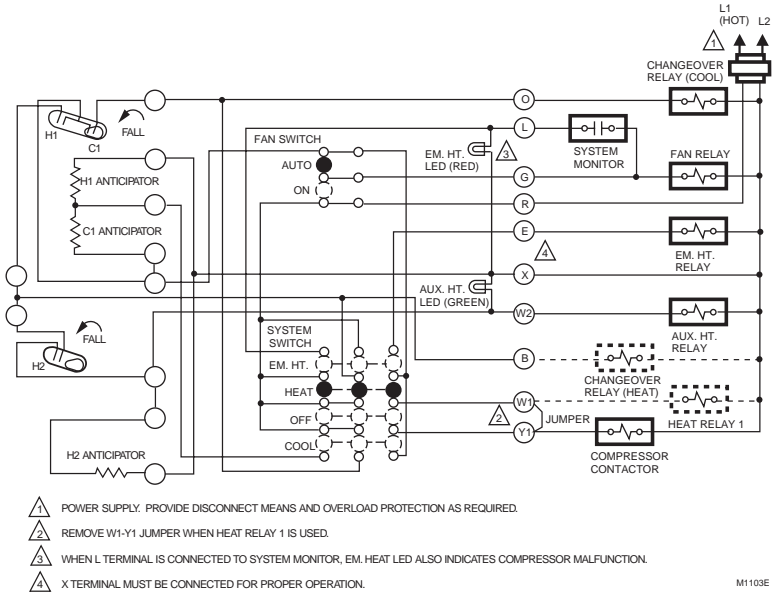 L1
(HOT) L2
1
CHANGEOVER
RELAY (COOL)
H1
C1
FALL
O
L
FAN SWITCH
EM. HT.
LED (RED)
3
SYSTEM
MONITOR
FAN RELAY
AUTO
H1 ANTICIPATOR
G
ON
R
C1 ANTICIPATOR
E
4
EM. HT.
RELAY
X
AUX. HT.
LED (GREEN)
W2
FALL
SYSTEM
SWITCH
AUX. HT.
RELAY
H2
EM. HT.
B
CHANGEOVER
RELAY (HEAT)
HEAT
W1
2
JUMPER
HEAT RELAY 1
OFF
Y1
COOL
H2 ANTICIPATOR
COMPRESSOR
CONTACTOR
1 POWER SUPPLY. PROVIDE DISCONNECT MEANS AND OVERLOAD PROTECTION AS REQUIRED.
2 REMOVE W1-Y1 JUMPER WHEN HEAT RELAY 1 IS USED.
3 WHEN L TERMINAL IS CONNECTED TO SYSTEM MONITOR, EM. HEAT LED ALSO INDICATES COMPRESSOR MALFUNCTION.
4 X TERMINAL MUST BE CONNECTED FOR PROPER OPERATION.
M1103E